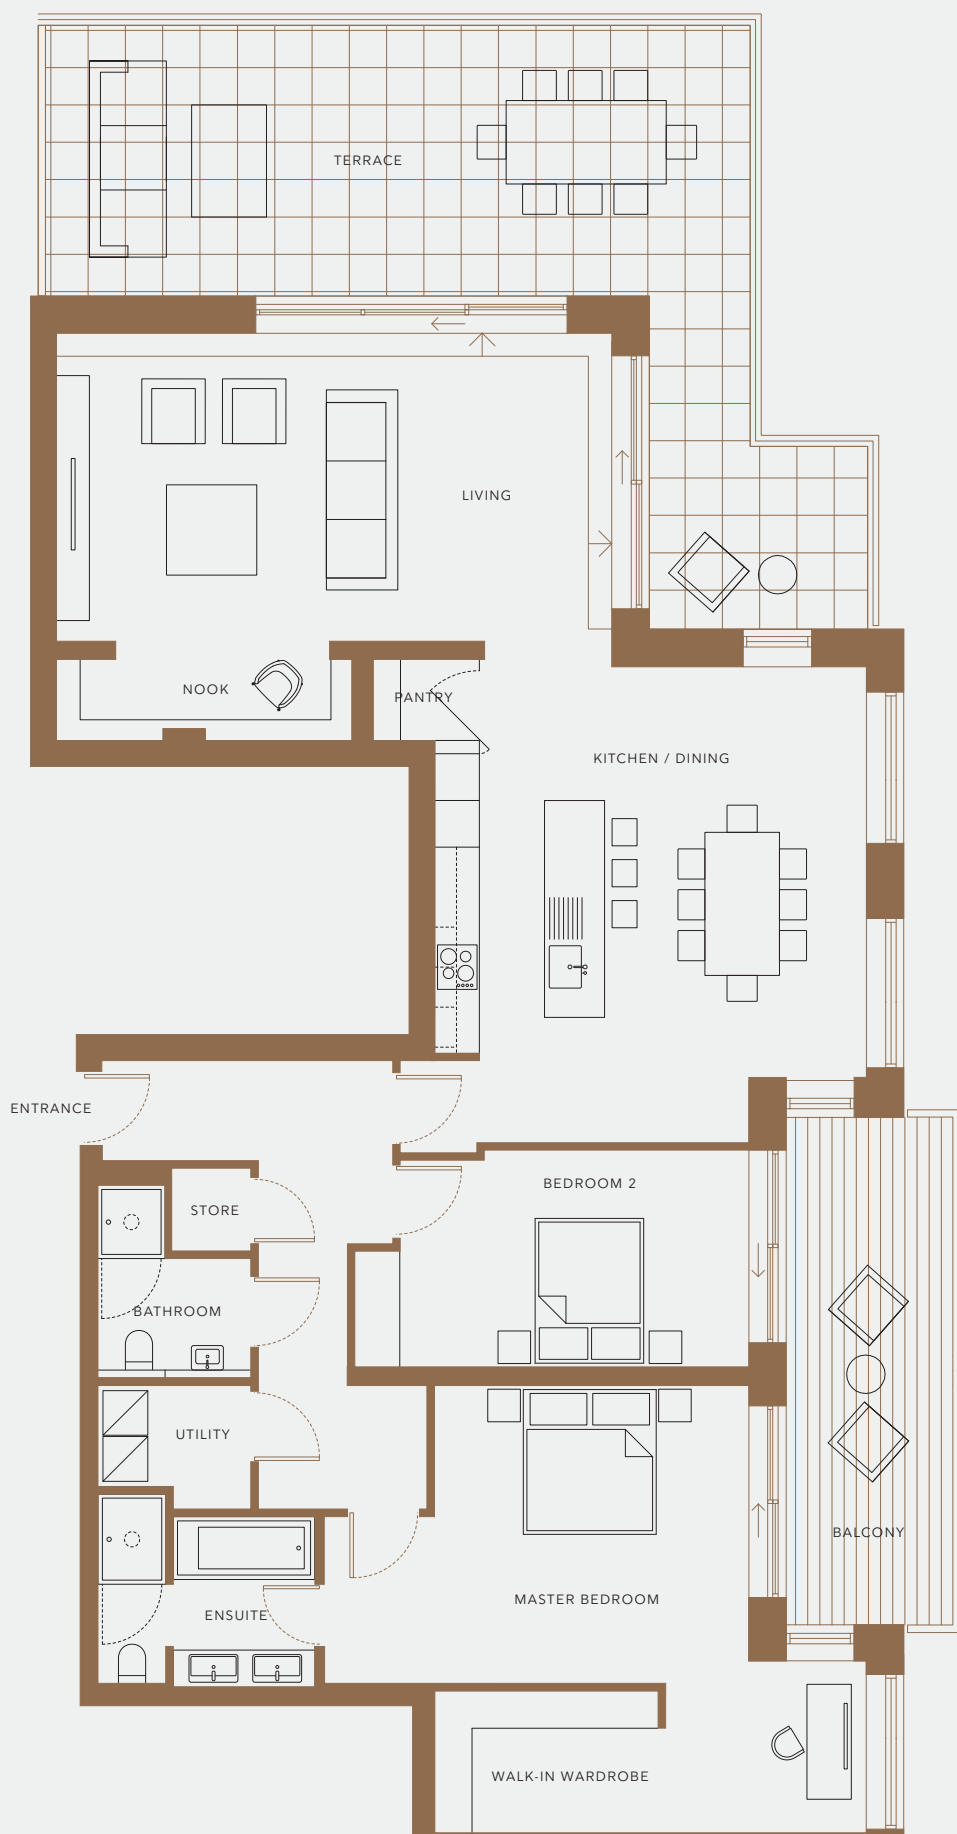 TERRACE
LIVING
NOOK
PANTRY
KITCHEN / DINING
ENTRANCE
BEDROOM 2
STORE
BATHROOM
UTILITY
BALCONY
MASTER BEDROOM
ENSUITE
WALK-IN WARDROBE